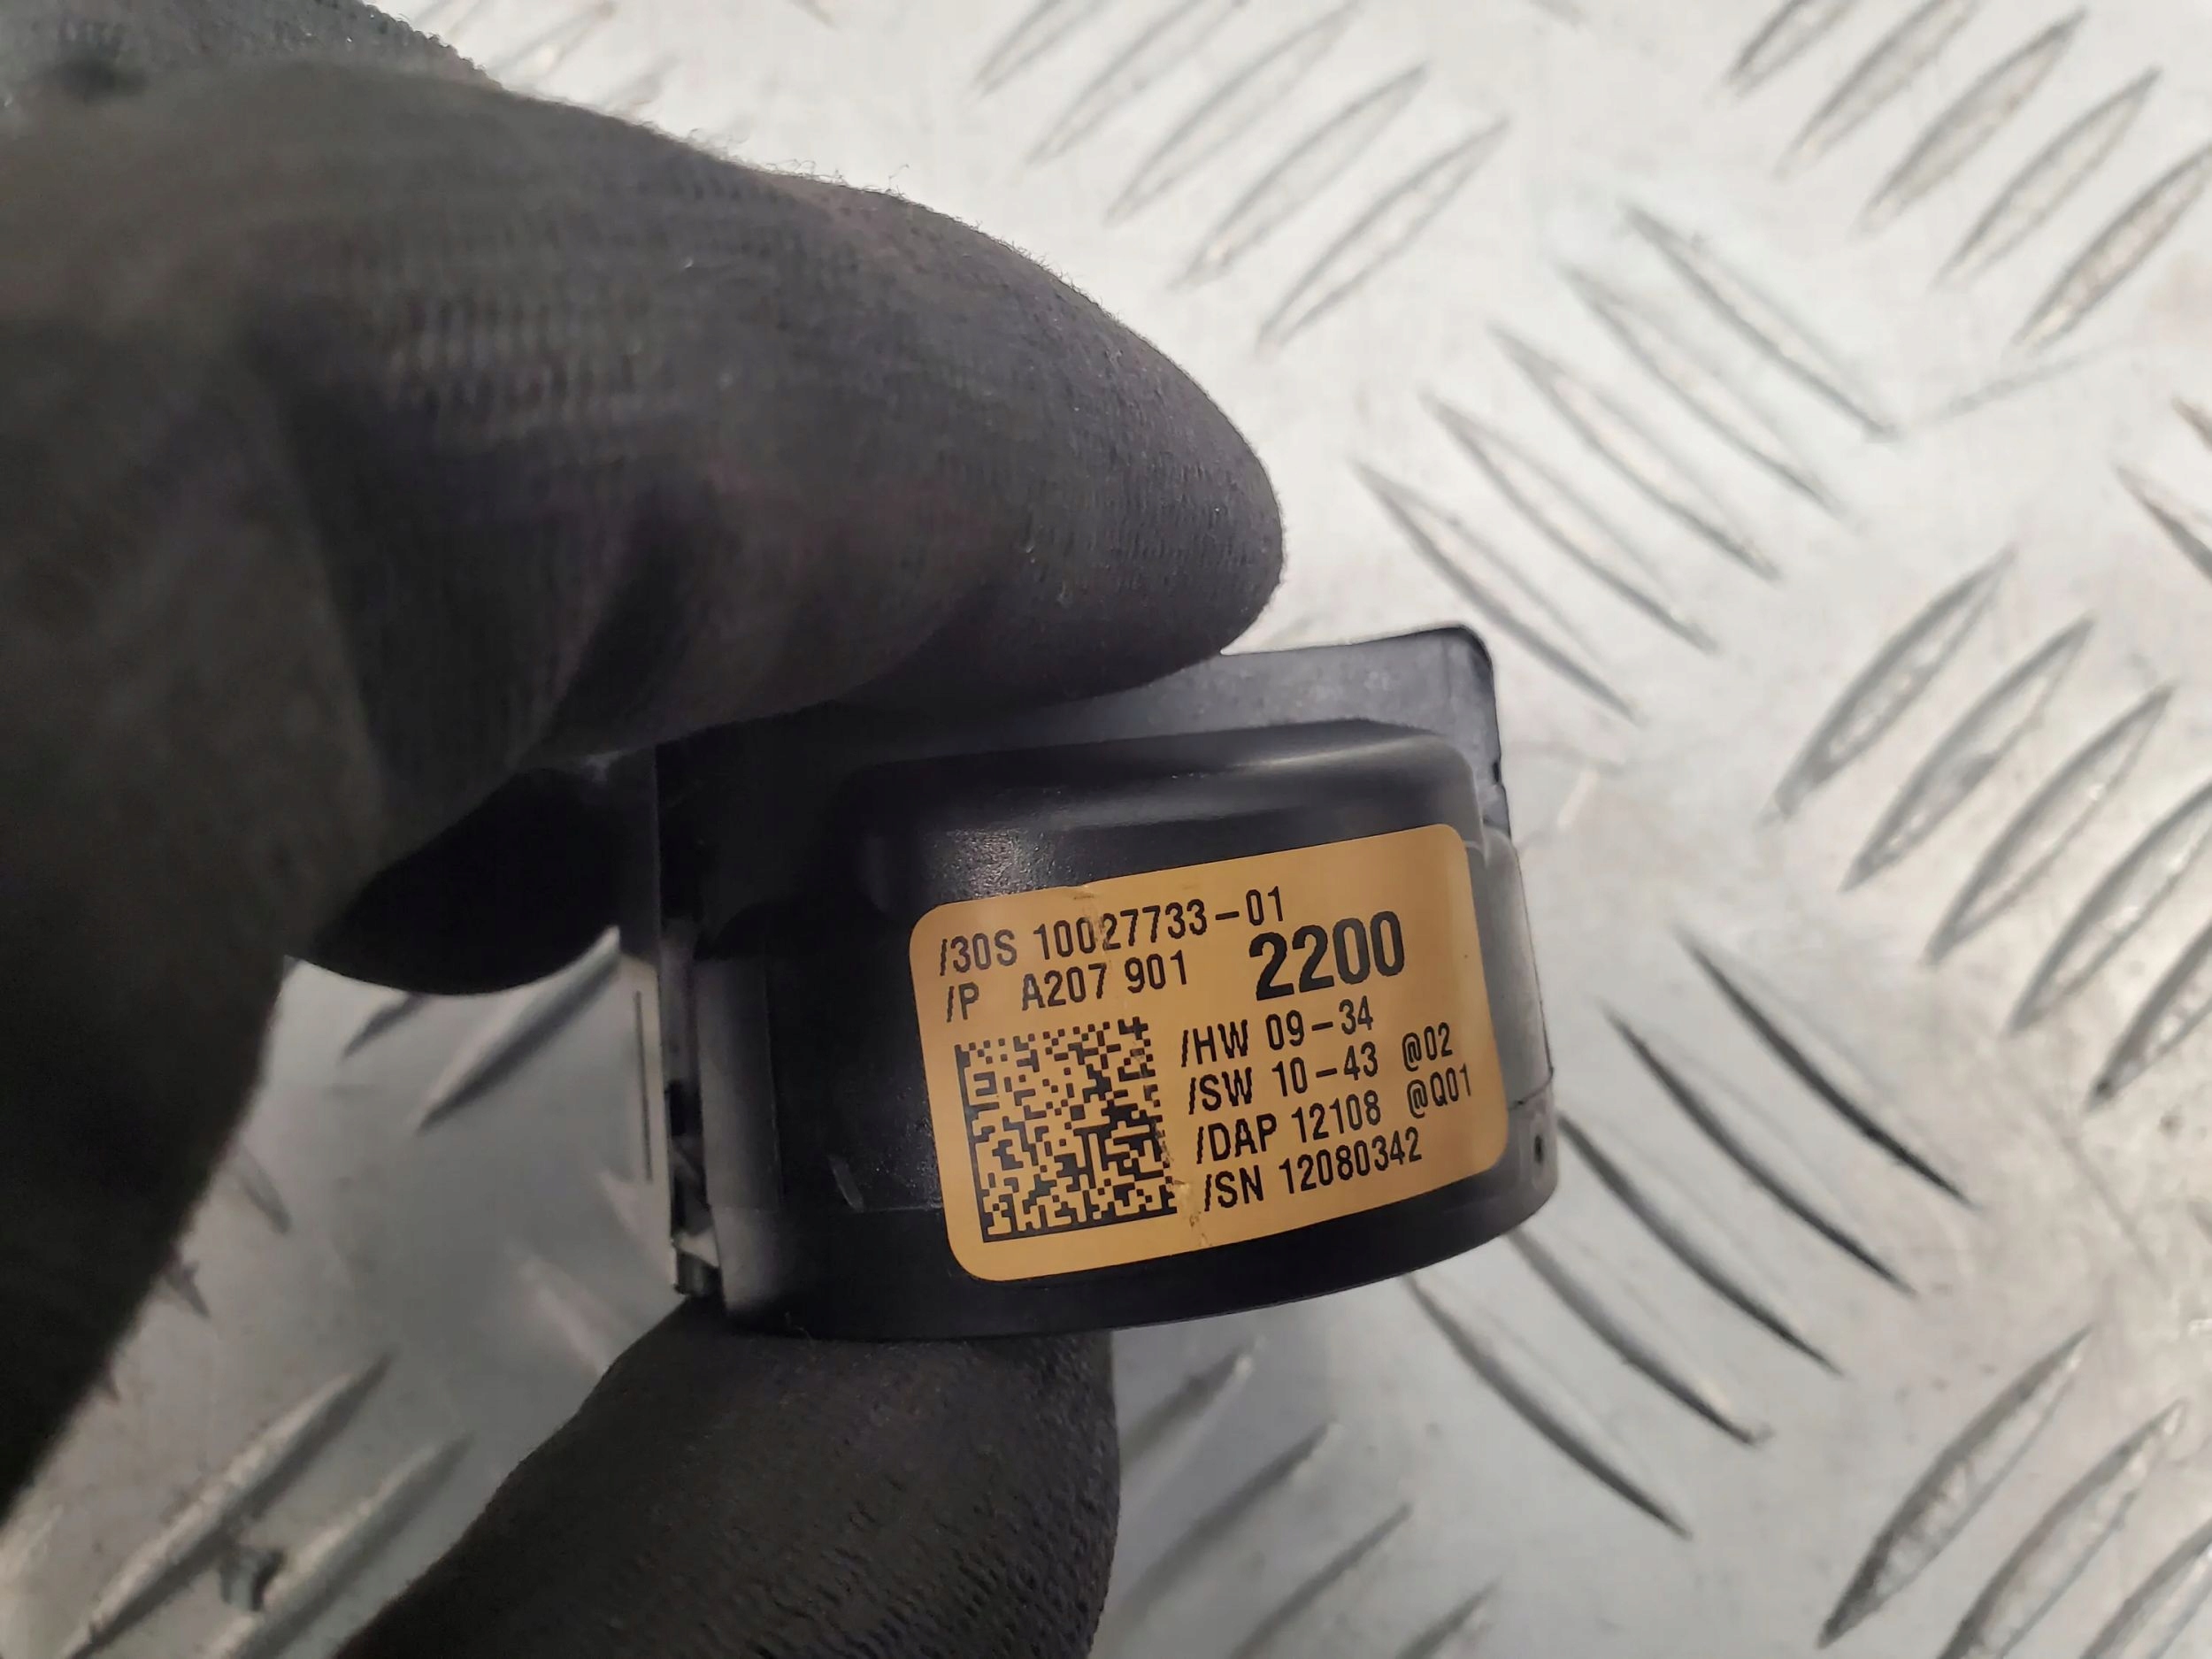 /30S 10027733-01
/P A207 901 2200
/HW 09-34
/SW 10-43 @02
/DAP 12108 @Q01
/SN 12080342